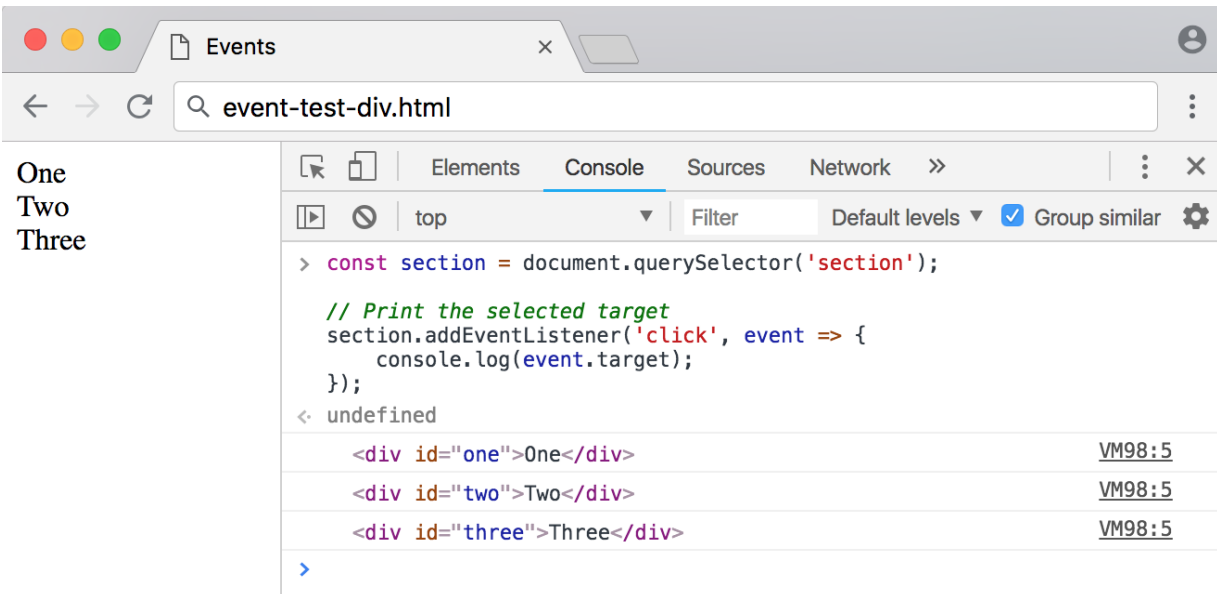 Events
event-test-div.html
One
Two
Three
Elements Console Sources Network
top Filter Default levels Group similar
const section = document.querySelector('section');
// Print the selected target
section.addEventListener('click', event => {
    console.log(event.target);
});
undefined
<div id="one">One</div> VM98:5
<div id="two">Two</div> VM98:5
<div id="three">Three</div> VM98:5